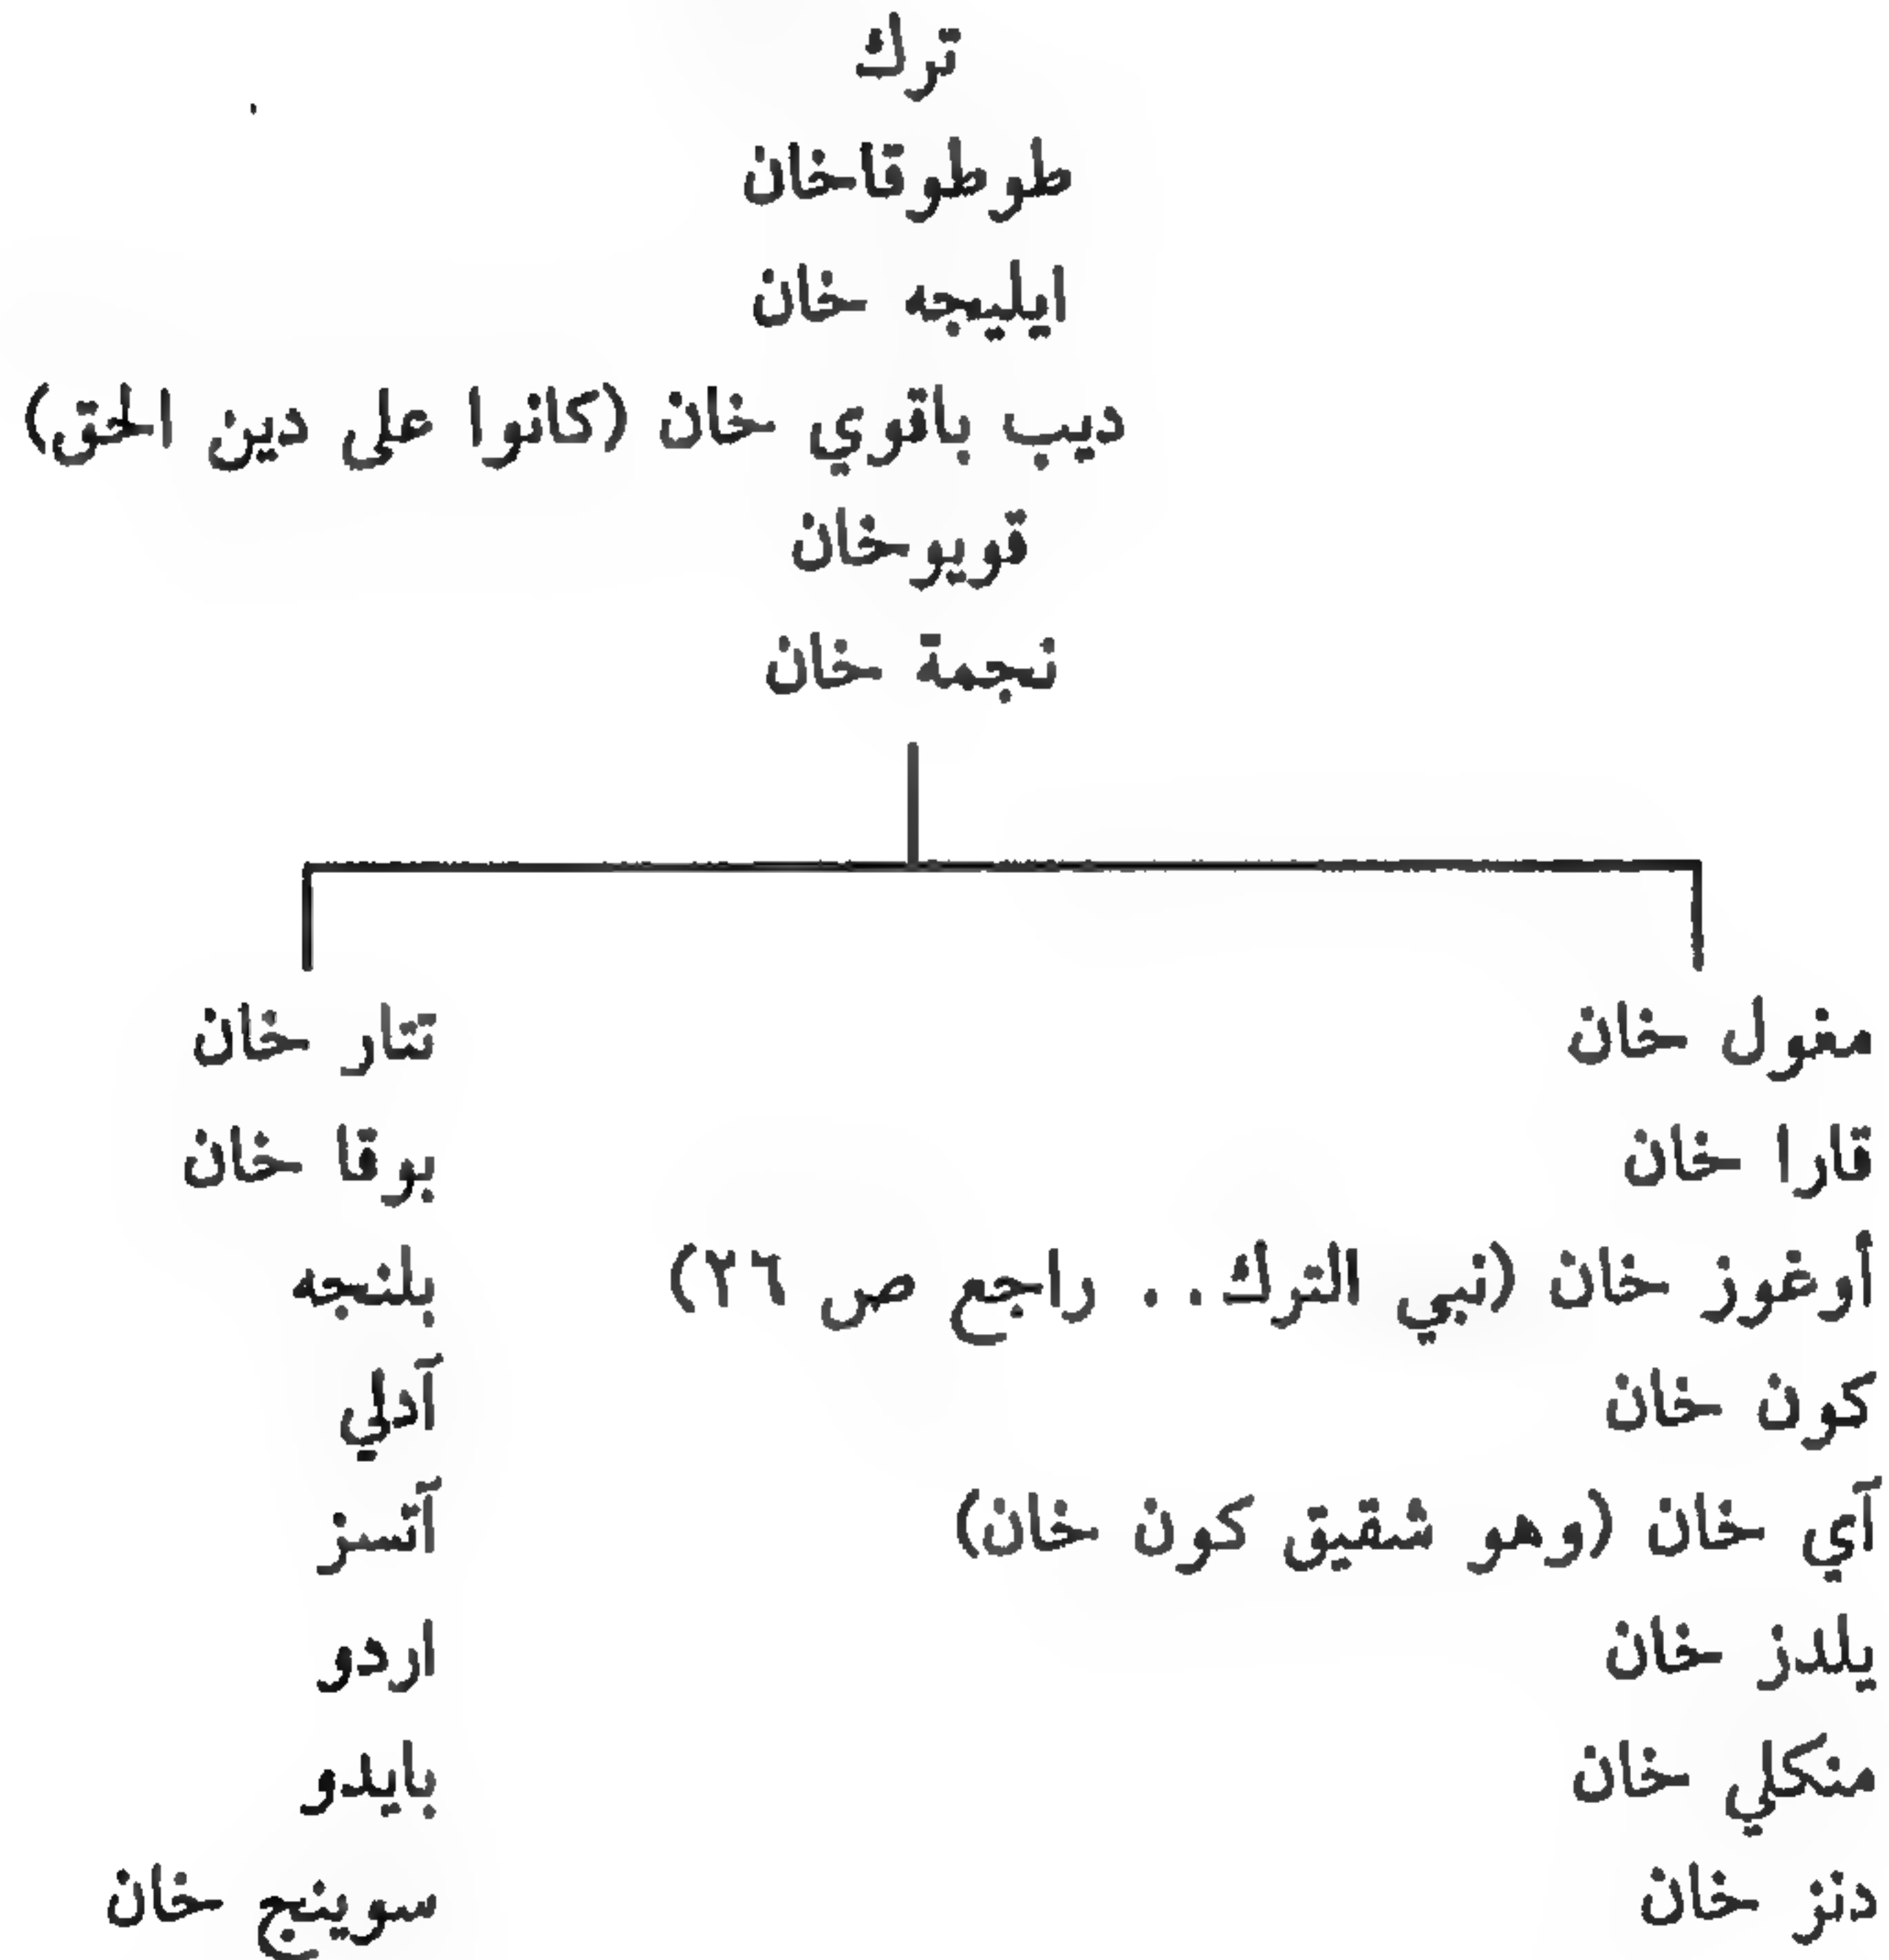 ترك
طوطوقاخان
ايليجه خان
ديب باقوي خان (كانوا على دين الحق)
قويوخان
نجمة خان
مغول خان
تتار خان
قارا خان
بوقا خان
أوغوز خان (نبي الترك.. راجع ص ٢٦)
بلنجه
كون خان
آدلي
آي خان (وهو شقيق كون خان)
آتسز
يلدز خان
اردو
منكلي خان
بايدو
دنز خان
سوينج خان